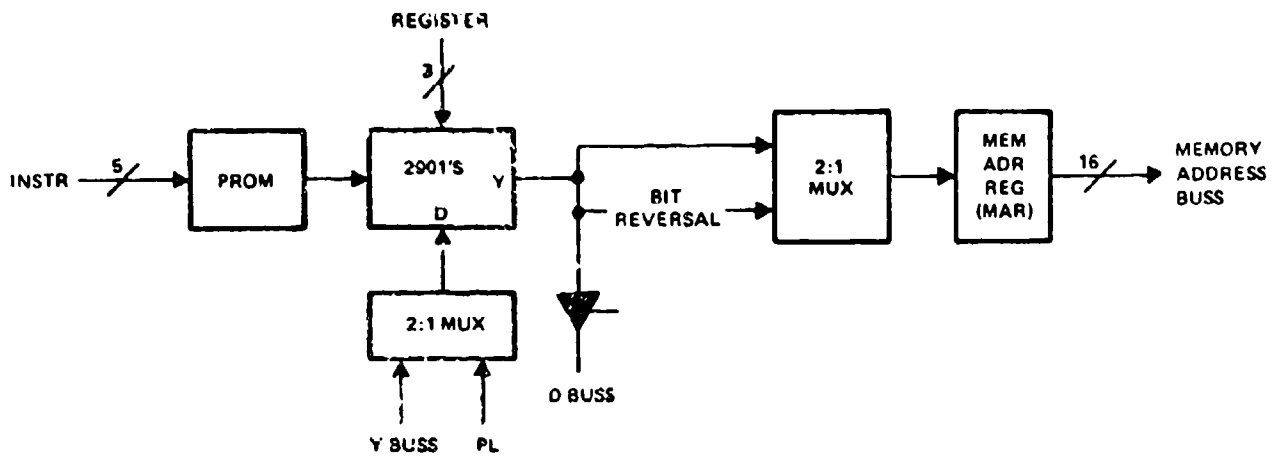 REGISTER
3
INSTR
5
PROM
2901'S
Y
D
BIT
REVERSAL
2:1
MUX
MEM
ADR
REG
(MAR)
16
MEMORY
ADDRESS
BUSS
2:1 MUX
D BUSS
Y BUSS
PL